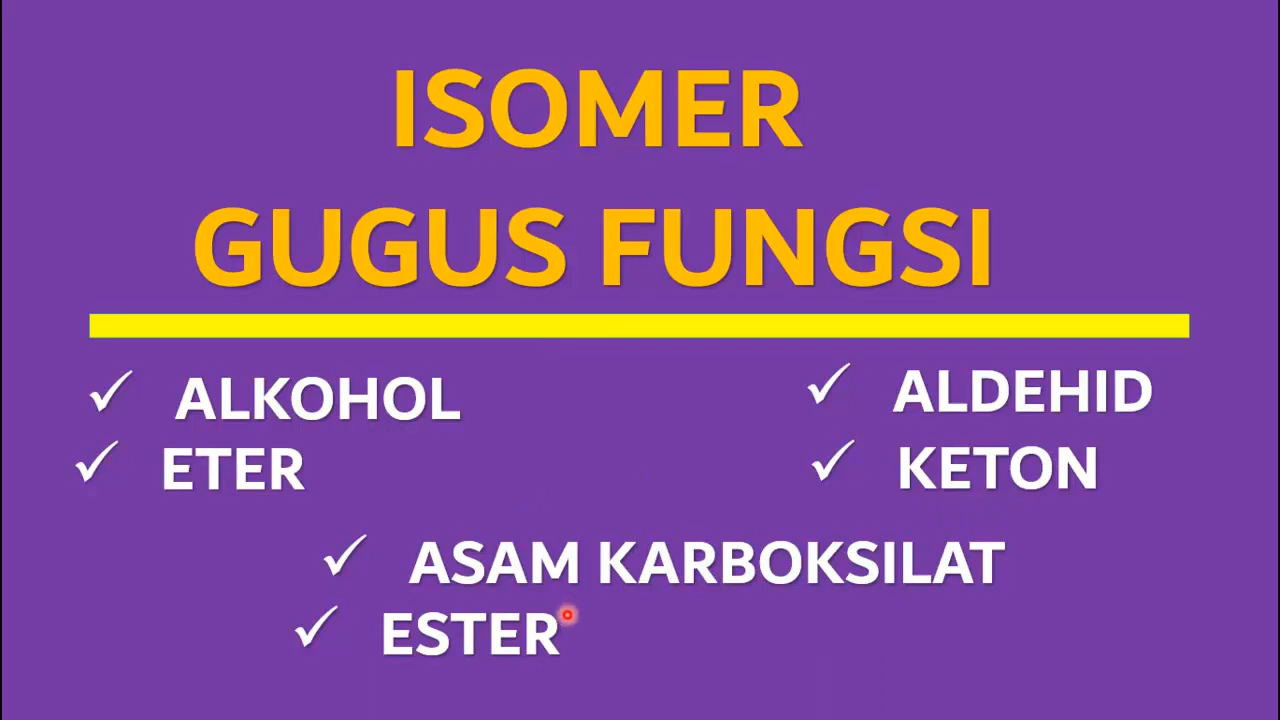 ISOMER
GUGUS FUNGSI
✓ ALKOHOL
✓ ETER
✓ ALDEHID
✓ KETON
✓ ASAM KARBOKSILAT
✓ ESTER